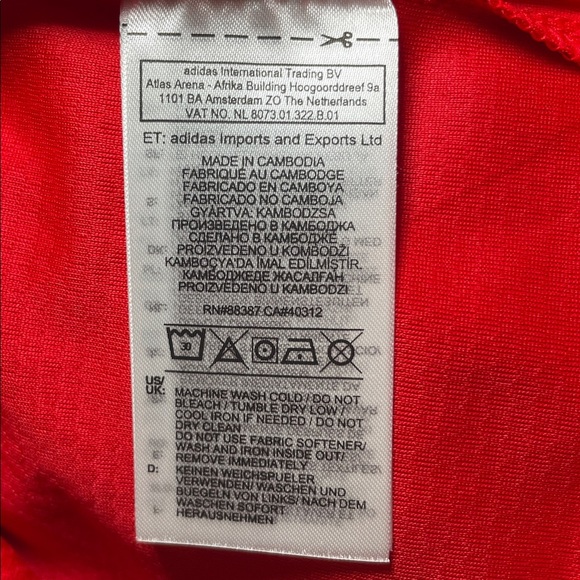 adidas International Trading BV
Atlas Arena - Afrika Building Hoogoorddreef 9a
1101 BA Amsterdam ZO The Netherlands
VAT NO. NL 8073.01.322.B.01
ET: adidas Imports and Exports Ltd
MADE IN CAMBODIA
FABRIQUÉ AU CAMBODGE
FABRICADO EN CAMBOYA
FABRICADO NO CAMBOJA
GYÁRTVA: KAMBODZSA
ПРОИЗВЕДЕНО В КАМБОДЖА
СДЕЛАНО В КАМБОДЖЕ
PROIZVEDENO U KOMBODŽI
KAMBOÇYA'DA İMAL EDİLMİŞTİR.
КАМБОДЖЕДЕ ЖАСАЛҒАН
PROIZVEDENO U KAMBODZI
RN#88387 CA#40312
30
US/UK: MACHINE WASH COLD / DO NOT
BLEACH / TUMBLE DRY LOW /
COOL IRON IF NEEDED / DO NOT
DRY CLEAN
DO NOT USE FABRIC SOFTENER/
WASH AND IRON INSIDE OUT/
REMOVE IMMEDIATELY
D: KEINEN WEICHSPUELER
VERWENDEN/ WASCHEN UND
BUEGELN VON LINKS/ NACH DEM
WASCHEN SOFORT
HERAUSNEHMEN